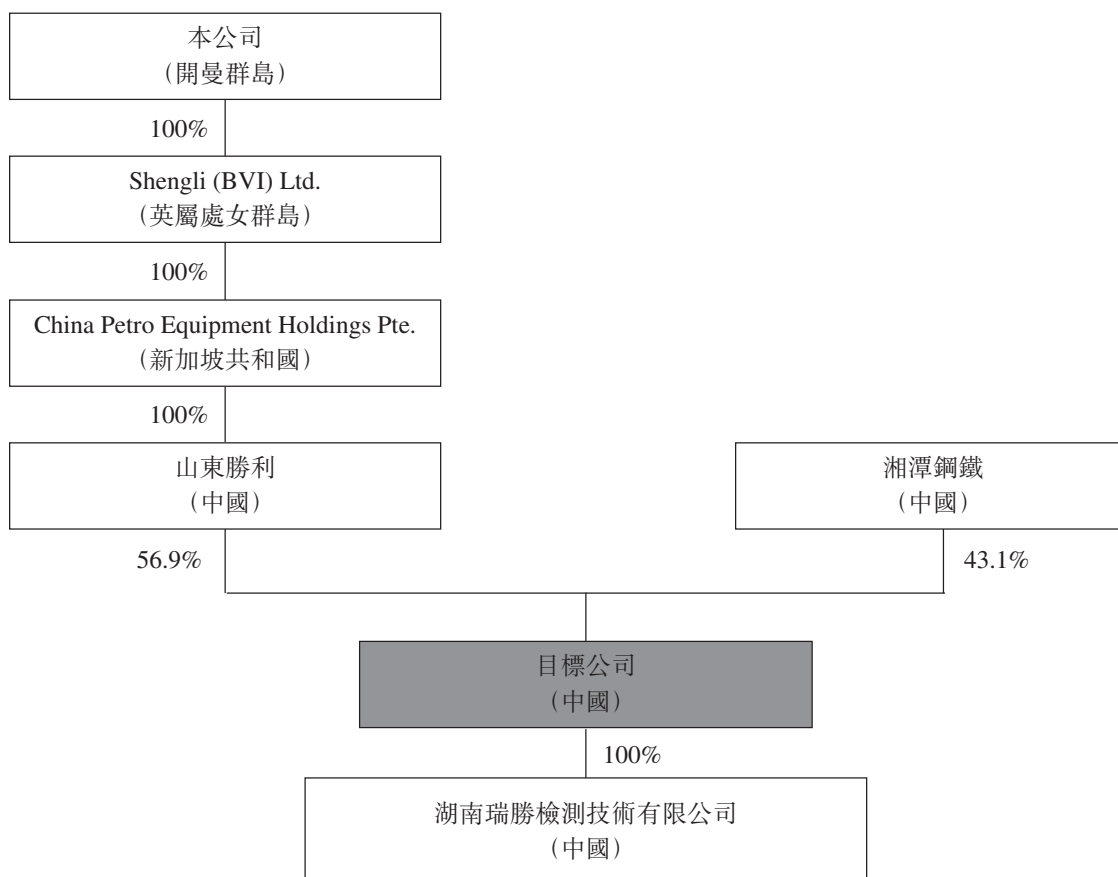 本公司
（開曼群島）
100%
Shengli (BVI) Ltd.
（英屬處女群島）
100%
China Petro Equipment Holdings Pte.
（新加坡共和國）
100%
山東勝利
（中國）
湘潭鋼鐵
（中國）
56.9%
43.1%
目標公司
（中國）
100%
湖南瑞勝檢測技術有限公司
（中國）